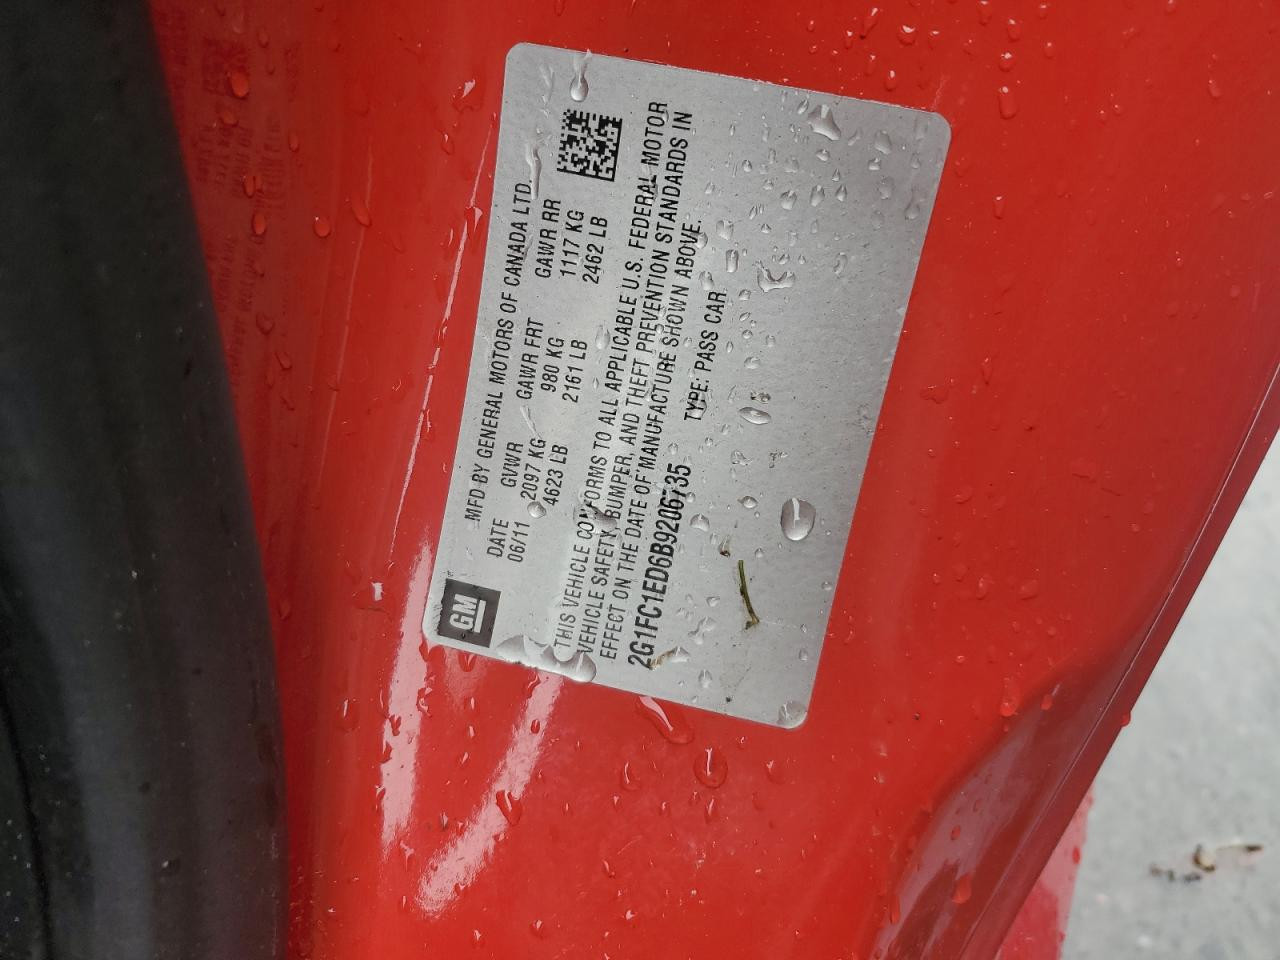 GM
MFD BY GENERAL MOTORS OF CANADA LTD.
DATE GVWR GAWR FRT GAWR RR
06/11 2097 KG 980 KG 1117 KG
4623 LB 2161 LB 2462 LB
THIS VEHICLE CONFORMS TO ALL APPLICABLE U.S. FEDERAL MOTOR
VEHICLE SAFETY, BUMPER, AND THEFT PREVENTION STANDARDS IN
EFFECT ON THE DATE OF MANUFACTURE SHOWN ABOVE.
2G1FC1ED6B9206735 TYPE: PASS CAR